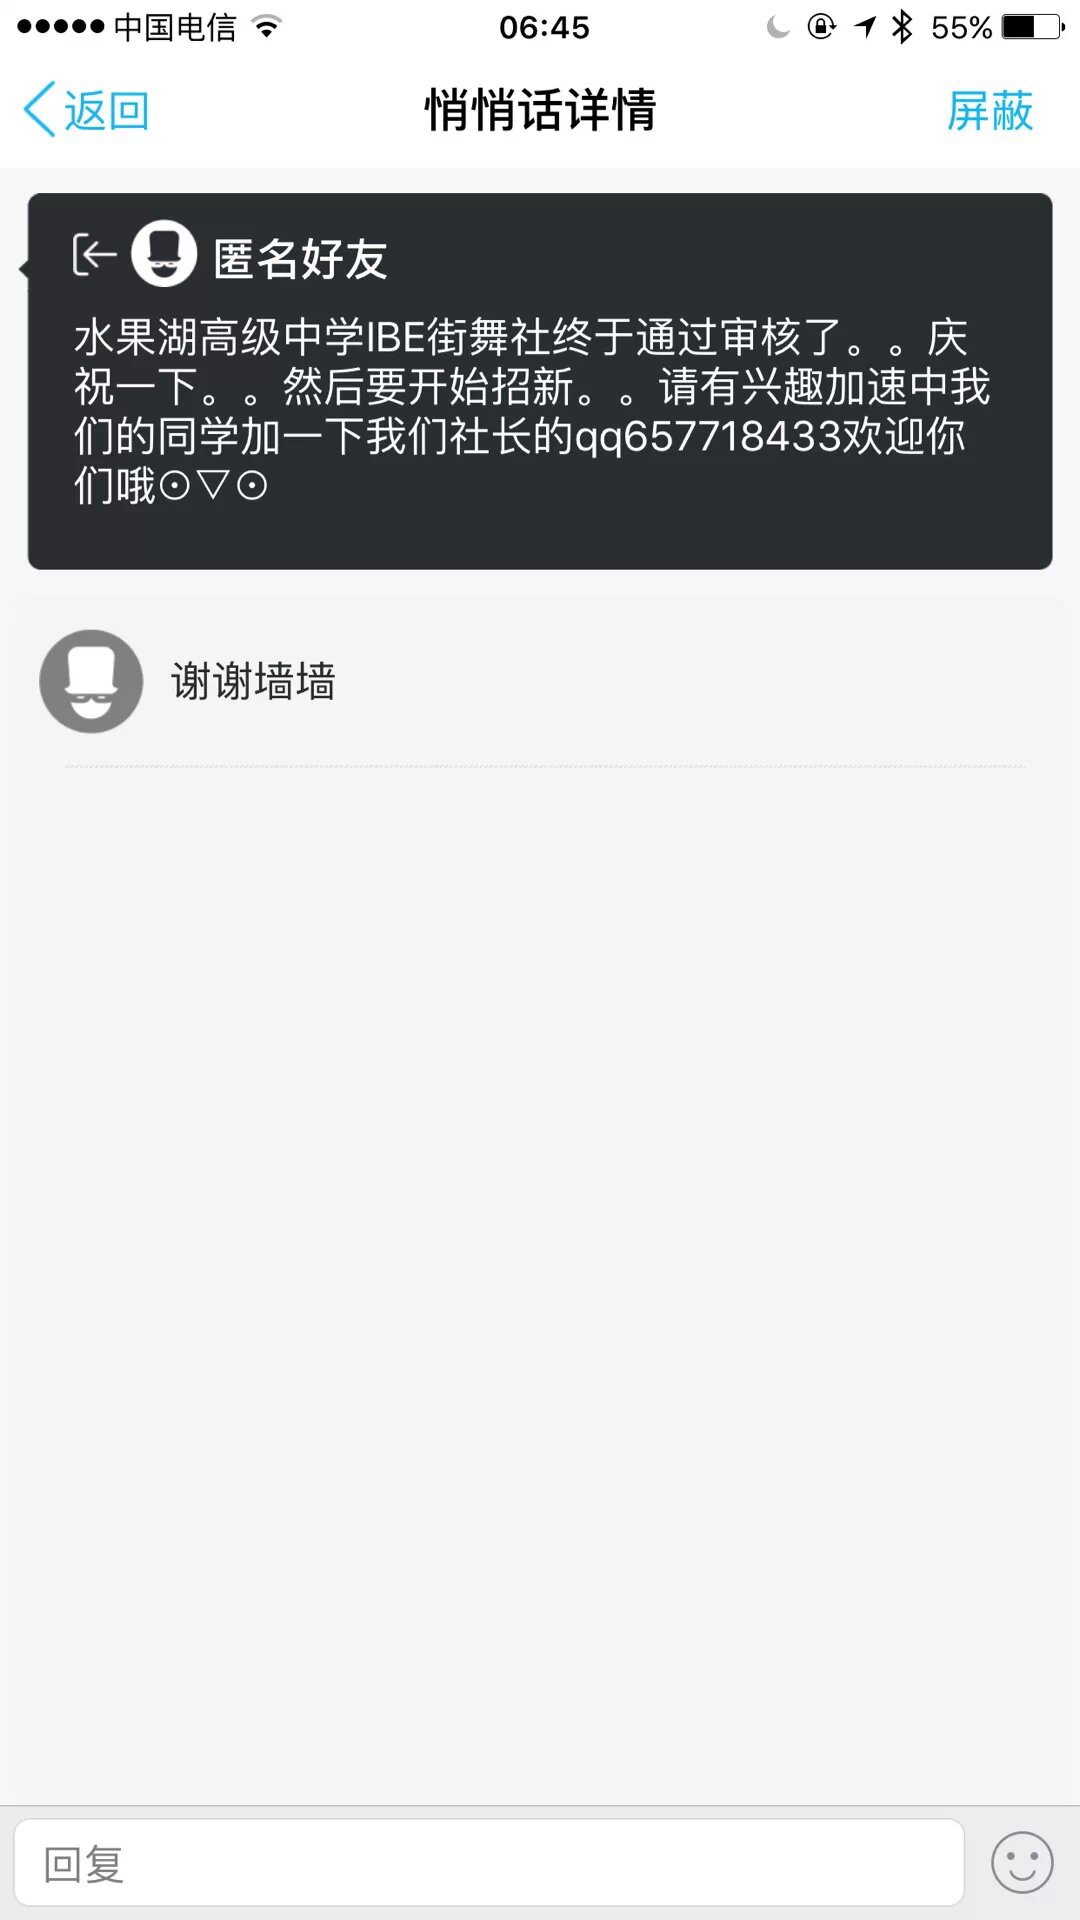 中国电信 06:45 55%
返回 悄悄话详情 屏蔽
匿名好友
水果湖高级中学IBE街舞社终于通过审核了。。庆
祝一下。。然后要开始招新。。请有兴趣加速中我
们的同学加一下我们社长的qq657718433欢迎你
们哦⊙▽⊙
谢谢墙墙
回复